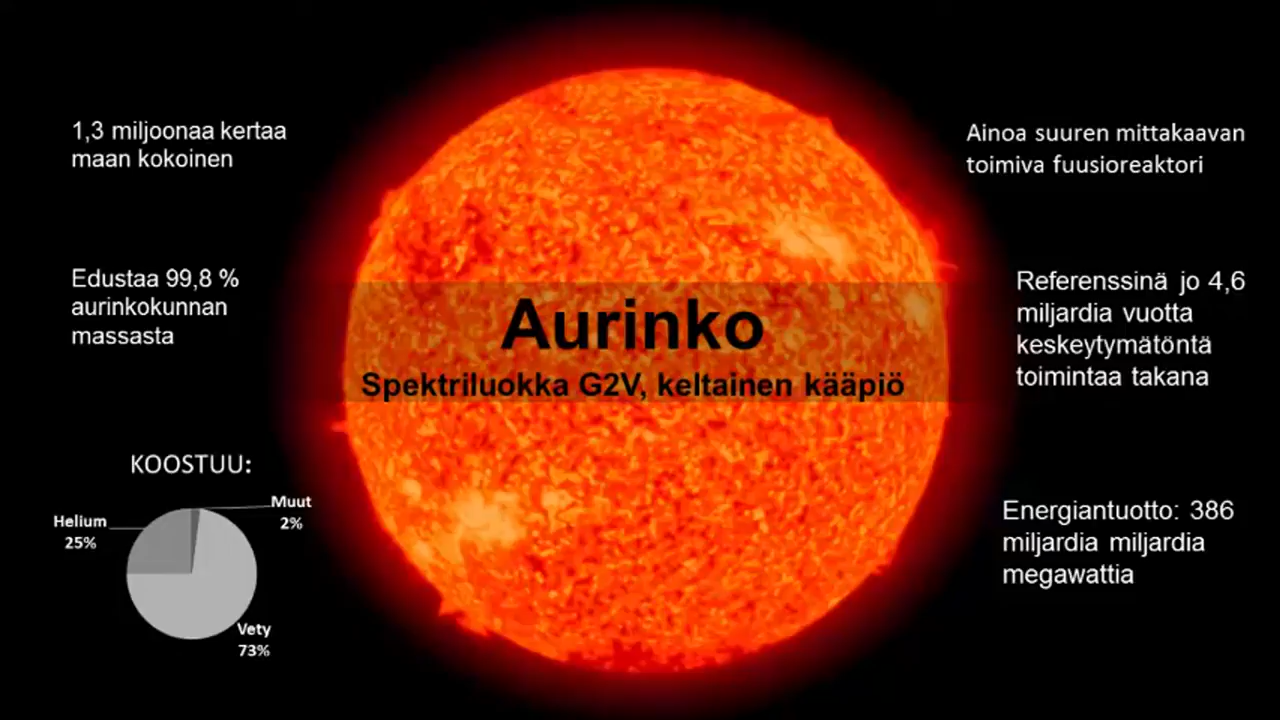 1,3 miljoonaa kertaa
maan kokoinen
Edustaa 99,8 %
aurinkokunnan
massasta
KOOSTUU:
Muut
2%
Helium
25%
Vety
73%
Aurinko
Spektriluokka G2V, keltainen kääpiö
Ainoa suuren mittakaavan
toimiva fuusioreaktori
Referenssinä jo 4,6
miljardia vuotta
keskeytymätöntä
toimintaa takana
Energiantuotto: 386
miljardia miljardia
megawattia